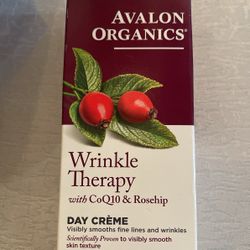 AVALON
ORGANICS®
Wrinkle
Therapy
with CoQ10 & Rosehip
DAY CRÈME
Visibly smooths fine lines and wrinkles
Scientifically Proven to visibly smooth
skin texture